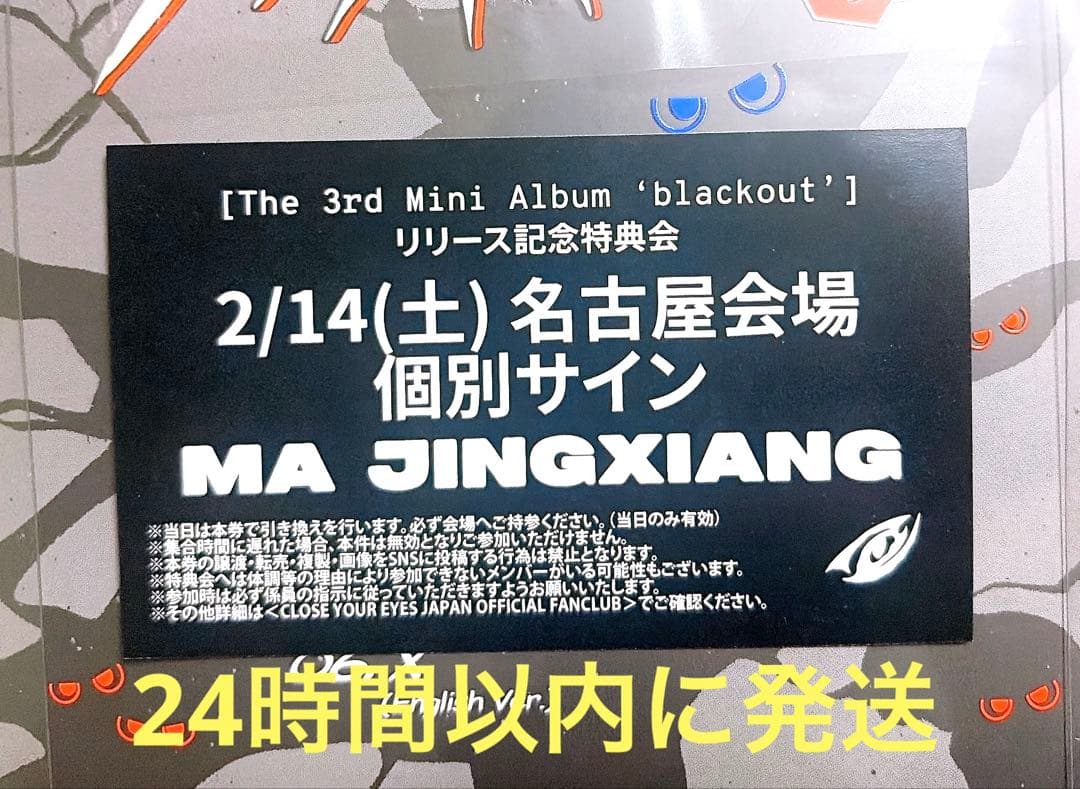 [The 3rd Mini Album ‘blackout’]
リリース記念特典会
2/14(土) 名古屋会場
個別サイン
MA JINGXIANG
※当日は本券で引き換えを行います。必ず会場へご持参ください。(当日のみ有効)
※集合時間に遅れた場合、本件は無効となりご参加いただけません。
※本券の譲渡・転売・複製・画像をSNSに投稿する行為は禁止となります。
※特典会へは体調等の理由により参加できないメンバーがいる可能性もございます。
※参加時は必ず係員の指示に従っていただきますようお願いいたします。
※その他詳細は＜CLOSE YOUR EYES JAPAN OFFICIAL FANCLUB＞でご確認ください。
(English Ver.)
24時間以内に発送